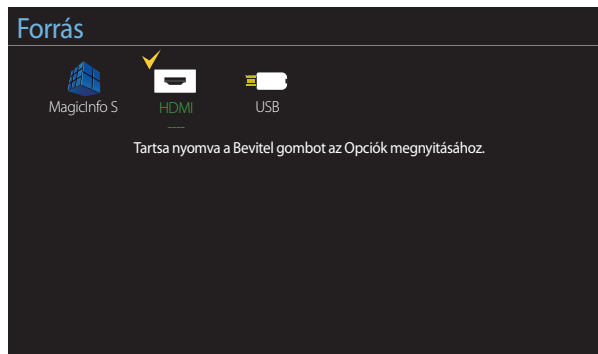 Forrás
MagicInfo S HDMI USB
----
Tartsa nyomva a Bevitel gombot az Opciók megnyitásához.